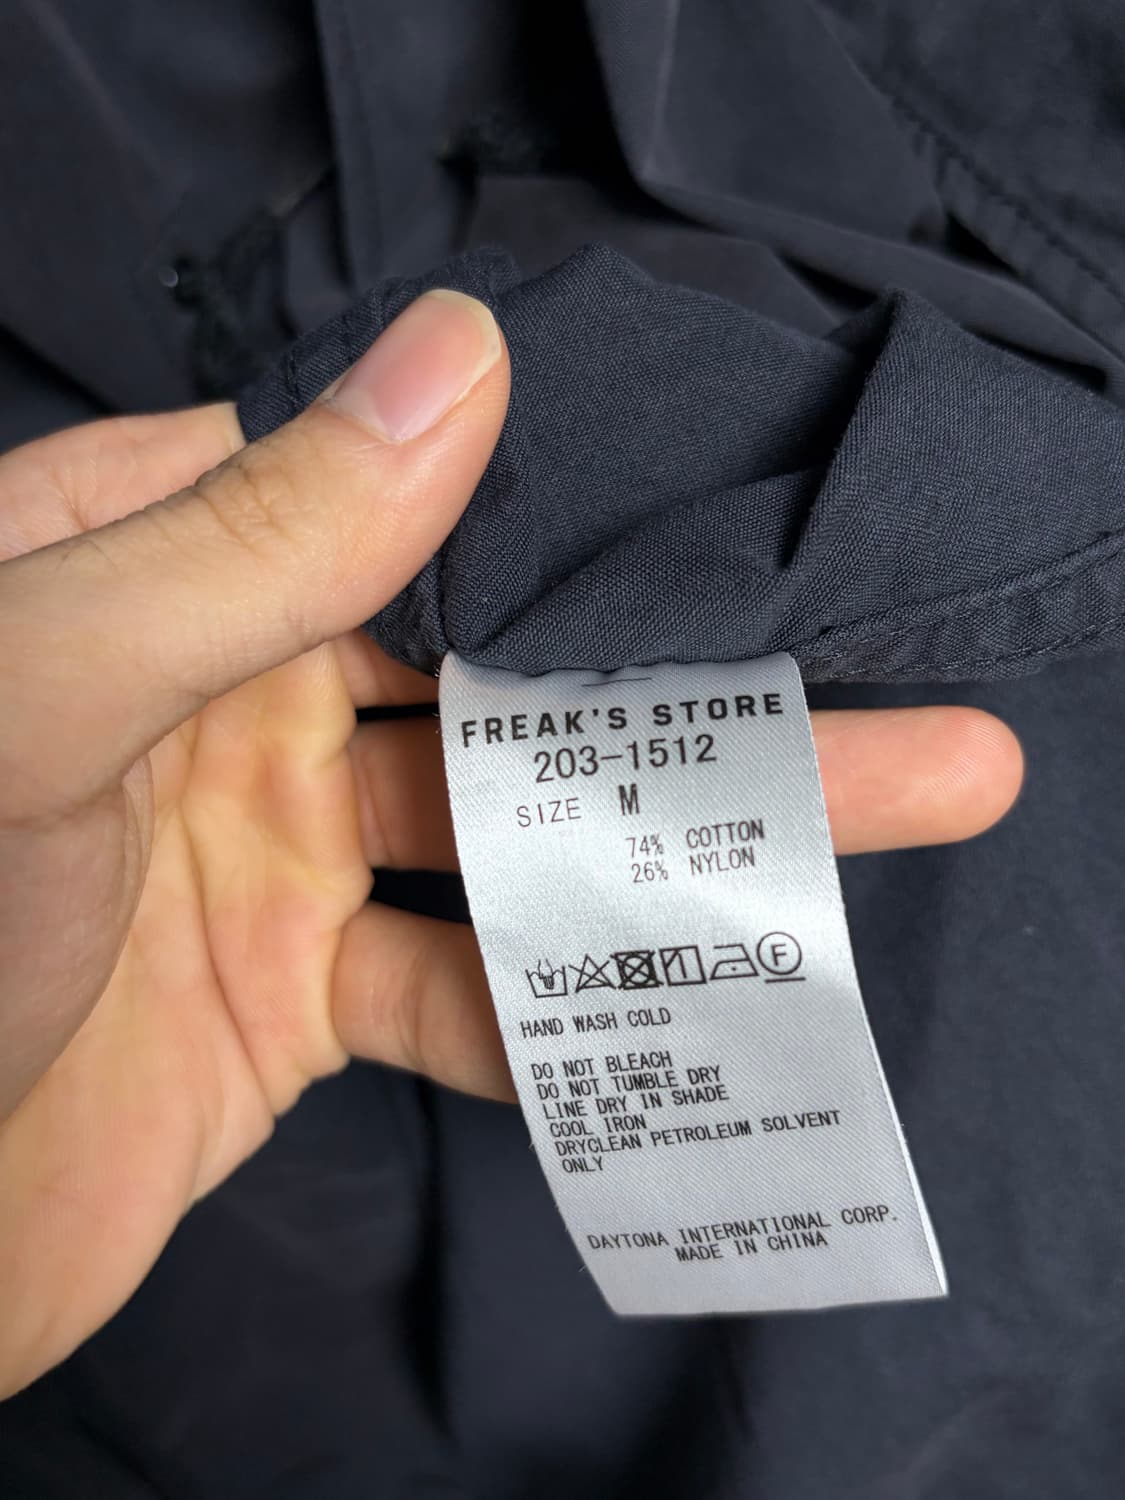 FREAK'S STORE
203-1512
SIZE M
74% COTTON
26% NYLON
F
HAND WASH COLD
DO NOT BLEACH
DO NOT TUMBLE DRY
LINE DRY IN SHADE
COOL IRON
DRYCLEAN PETROLEUM SOLVENT
ONLY
DAYTONA INTERNATIONAL CORP.
MADE IN CHINA